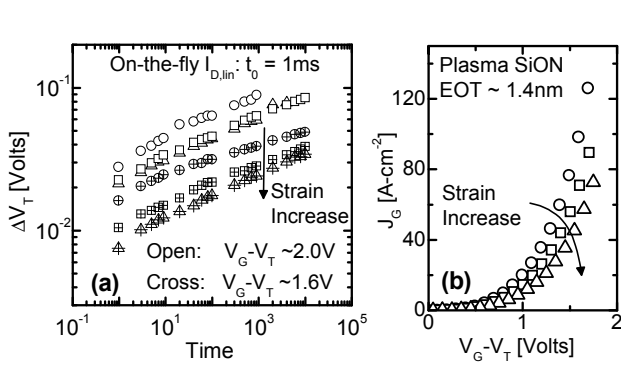 On-the-fly I_D,lin: t_0 = 1ms
10^-1
10^-2
ΔV_T [Volts]
Strain
Increase
Open: V_G-V_T ~2.0V
(a) Cross: V_G-V_T ~1.6V
10^-1 10^1 10^3 10^5
Time
Plasma SiON
EOT ~ 1.4nm
120
80
40
0
J_G [A-cm^-2]
Strain
Increase
(b)
0 1 2
V_G-V_T [Volts]